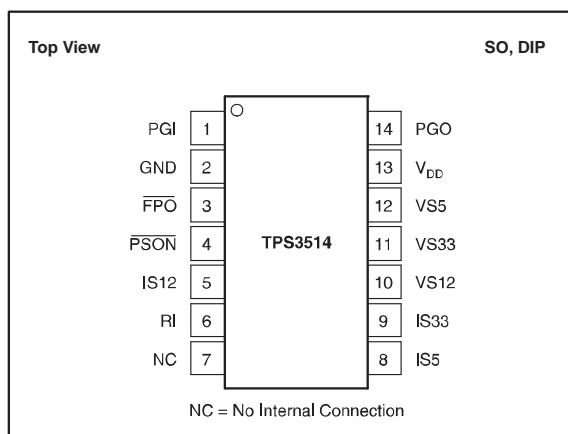 Top View SO, DIP
PGI 1 14 PGO
GND 2 13 VDD
FPO 3 12 VS5
PSON 4 TPS3514 11 VS33
IS12 5 10 VS12
RI 6 9 IS33
NC 7 8 IS5
NC = No Internal Connection